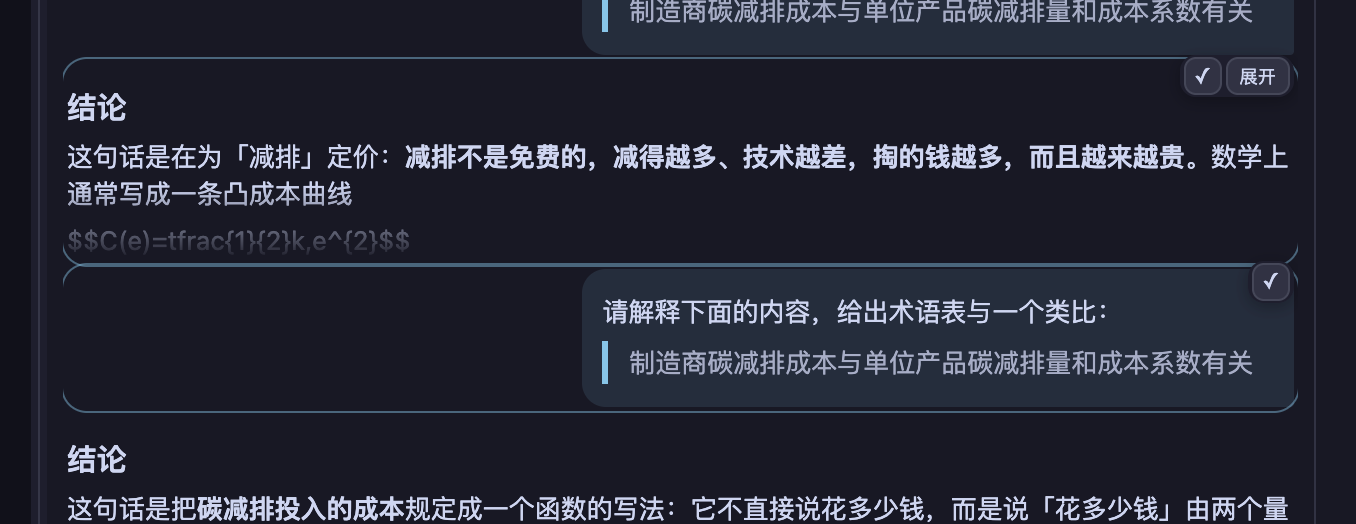 制造商碳减排成本与单位产品碳减排量和成本系数有关
✓ 展开
结论
这句话是在为「减排」定价：减排不是免费的，减得越多、技术越差，掏的钱越多，而且越来越贵。数学上
通常写成一条凸成本曲线
$$C(e)=tfrac{1}{2}k,e^{2}$$
✓
请解释下面的内容，给出术语表与一个类比：
制造商碳减排成本与单位产品碳减排量和成本系数有关
结论
这句话是把碳减排投入的成本规定成一个函数的写法：它不直接说花多少钱，而是说「花多少钱」由两个量